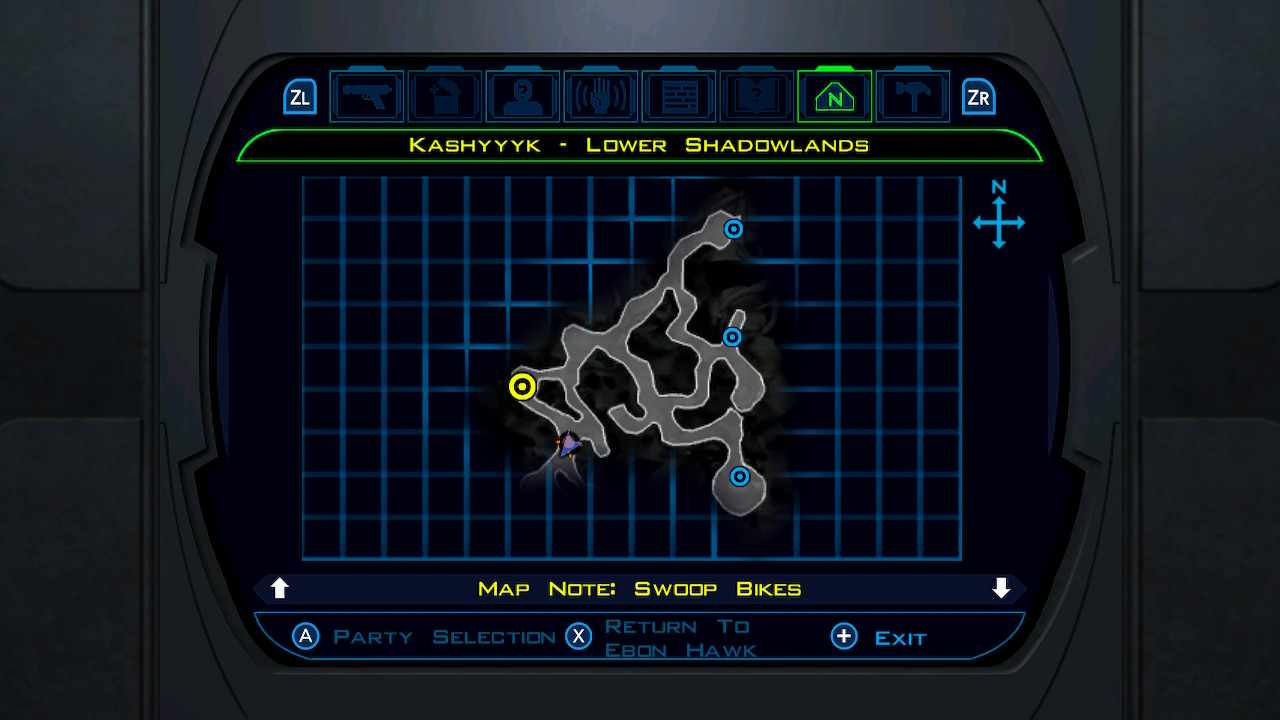 ZL N ZR
Kashyyyk - Lower Shadowlands
N
Map Note: Swoop Bikes
A Party Selection X Return To
Ebon Hawk
+ Exit